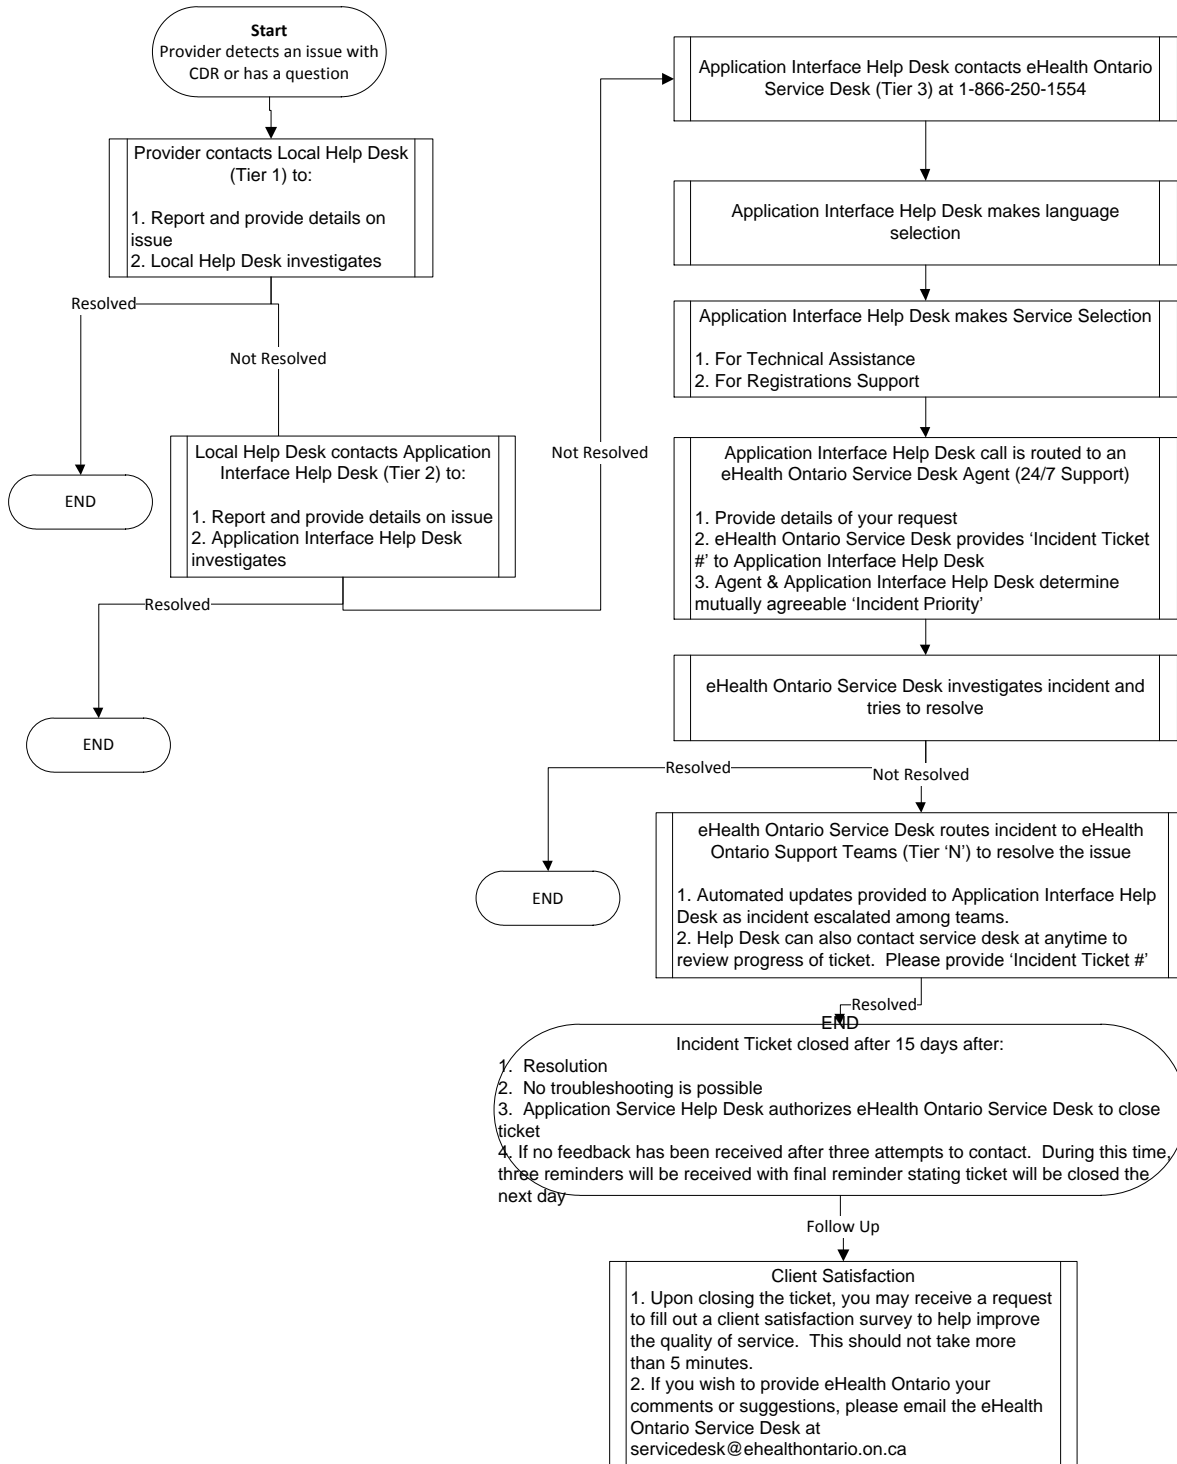 Start
Provider detects an issue with
CDR or has a question
Provider contacts Local Help Desk
(Tier 1) to:
1. Report and provide details on
issue
2. Local Help Desk investigates
Resolved
Not Resolved
END
Local Help Desk contacts Application
Interface Help Desk (Tier 2) to:
1. Report and provide details on issue
2. Application Interface Help Desk
investigates
Resolved
END
Not Resolved
Application Interface Help Desk contacts eHealth Ontario
Service Desk (Tier 3) at 1-866-250-1554
Application Interface Help Desk makes language
selection
Application Interface Help Desk makes Service Selection
1. For Technical Assistance
2. For Registrations Support
Application Interface Help Desk call is routed to an
eHealth Ontario Service Desk Agent (24/7 Support)
1. Provide details of your request
2. eHealth Ontario Service Desk provides ‘Incident Ticket
#’ to Application Interface Help Desk
3. Agent & Application Interface Help Desk determine
mutually agreeable ‘Incident Priority’
eHealth Ontario Service Desk investigates incident and
tries to resolve
Resolved
Not Resolved
END
eHealth Ontario Service Desk routes incident to eHealth
Ontario Support Teams (Tier ‘N’) to resolve the issue
1. Automated updates provided to Application Interface Help
Desk as incident escalated among teams.
2. Help Desk can also contact service desk at anytime to
review progress of ticket.  Please provide ‘Incident Ticket #’
Resolved
END
Incident Ticket closed after 15 days after:
1.  Resolution
2.  No troubleshooting is possible
3.  Application Service Help Desk authorizes eHealth Ontario Service Desk to close
ticket
4. If no feedback has been received after three attempts to contact.  During this time,
three reminders will be received with final reminder stating ticket will be closed the
next day
Follow Up
Client Satisfaction
1. Upon closing the ticket, you may receive a request
to fill out a client satisfaction survey to help improve
the quality of service.  This should not take more
than 5 minutes.
2. If you wish to provide eHealth Ontario your
comments or suggestions, please email the eHealth
Ontario Service Desk at
servicedesk@ehealthontario.on.ca